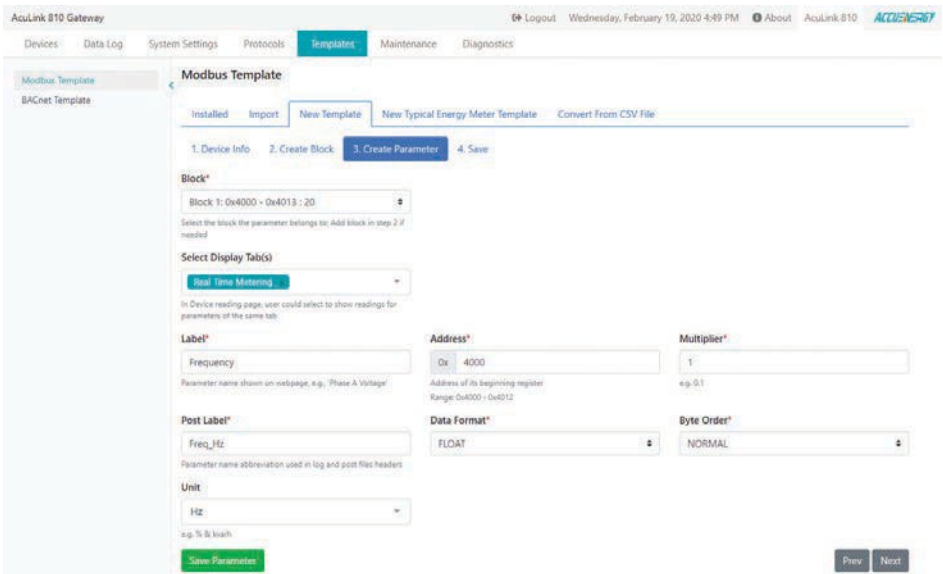 AcuLink 810 Gateway
Logout Wednesday, February 19, 2020 4:49 PM About AcuLink 810 ACCUENERGY
Devices Data Log System Settings Protocols Templates Maintenance Diagnostics
Modbus Template
BACnet Template
Modbus Template
Installed Import New Template New Typical Energy Meter Template Convert From CSV File
1. Device Info 2. Create Block 3. Create Parameter 4. Save
Block*
Block 1: 0x4000 - 0x4013 : 20
Select the block the parameter belongs to; Add block in step 2 if
needed
Select Display Tab(s)
Real Time Metering ×
In Device reading page, user could select to show readings for
parameters of the same tab
Label* Address* Multiplier*
Frequency 0x 4000 1
Parameter name shown on webpage, e.g., 'Phase A Voltage' Address of its beginning register e.g. 0.1
Range: 0x4000 - 0x4012
Post Label* Data Format* Byte Order*
Freq_Hz FLOAT NORMAL
Parameter name abbreviation used in log and post files headers
Unit
Hz
e.g. % & kvarh
Save Parameter Prev Next